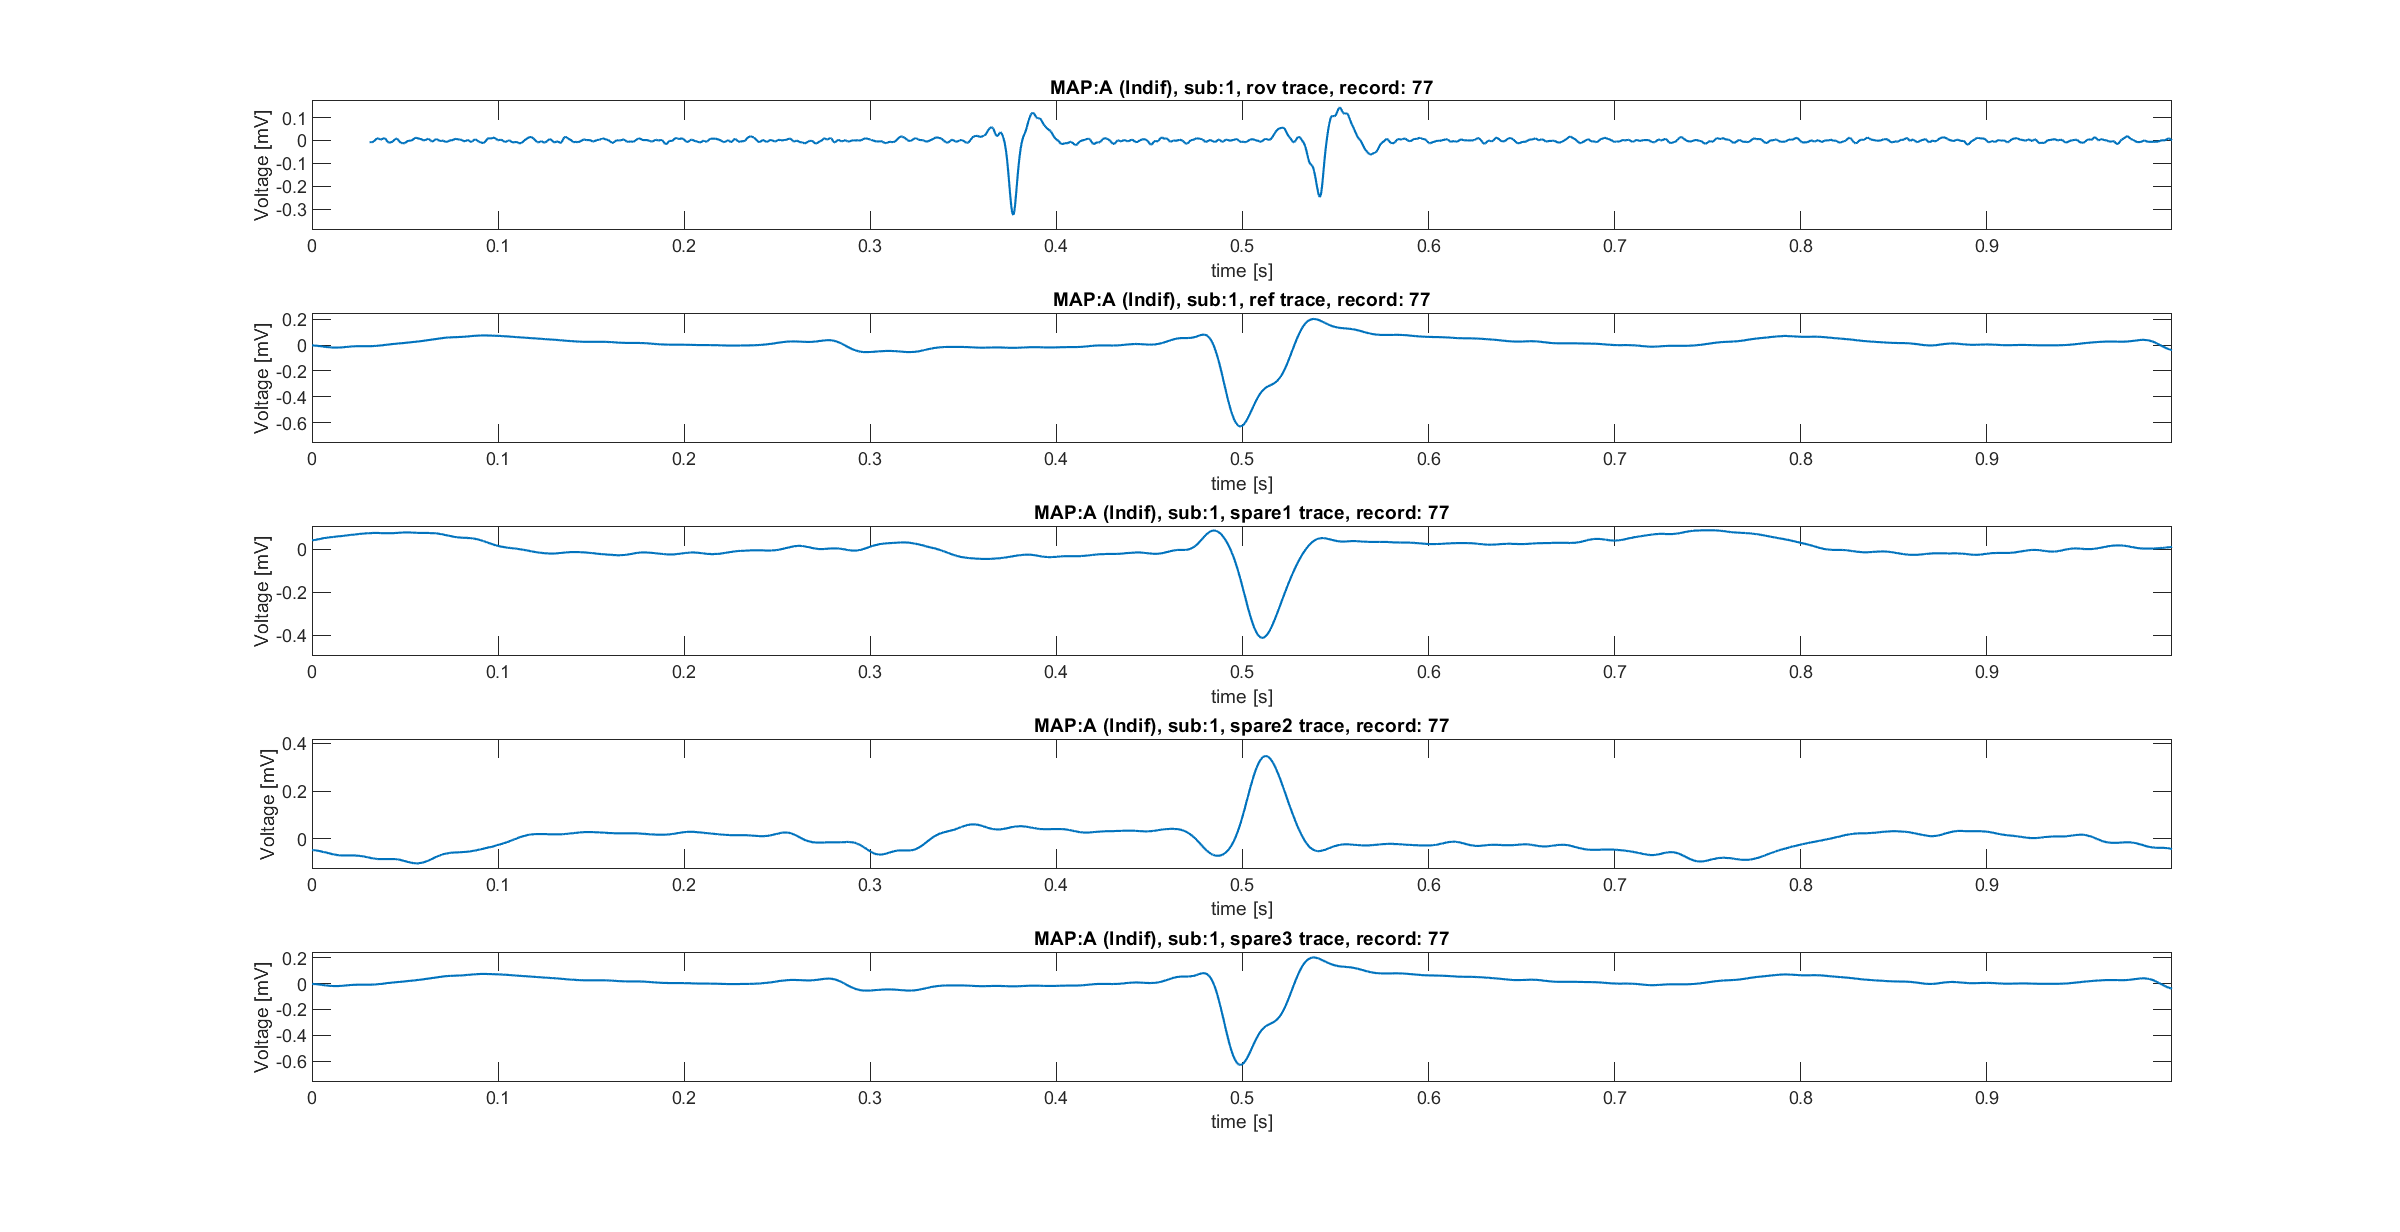 MAP:A (Indif), sub:1, rov trace, record: 77
Voltage [mV]
0.1
0
-0.1
-0.2
-0.3
0 0.1 0.2 0.3 0.4 0.5 0.6 0.7 0.8 0.9
time [s]
MAP:A (Indif), sub:1, ref trace, record: 77
Voltage [mV]
0.2
0
-0.2
-0.4
-0.6
0 0.1 0.2 0.3 0.4 0.5 0.6 0.7 0.8 0.9
time [s]
MAP:A (Indif), sub:1, spare1 trace, record: 77
Voltage [mV]
0
-0.2
-0.4
0 0.1 0.2 0.3 0.4 0.5 0.6 0.7 0.8 0.9
time [s]
MAP:A (Indif), sub:1, spare2 trace, record: 77
Voltage [mV]
0.4
0.2
0
0 0.1 0.2 0.3 0.4 0.5 0.6 0.7 0.8 0.9
time [s]
MAP:A (Indif), sub:1, spare3 trace, record: 77
Voltage [mV]
0.2
0
-0.2
-0.4
-0.6
0 0.1 0.2 0.3 0.4 0.5 0.6 0.7 0.8 0.9
time [s]